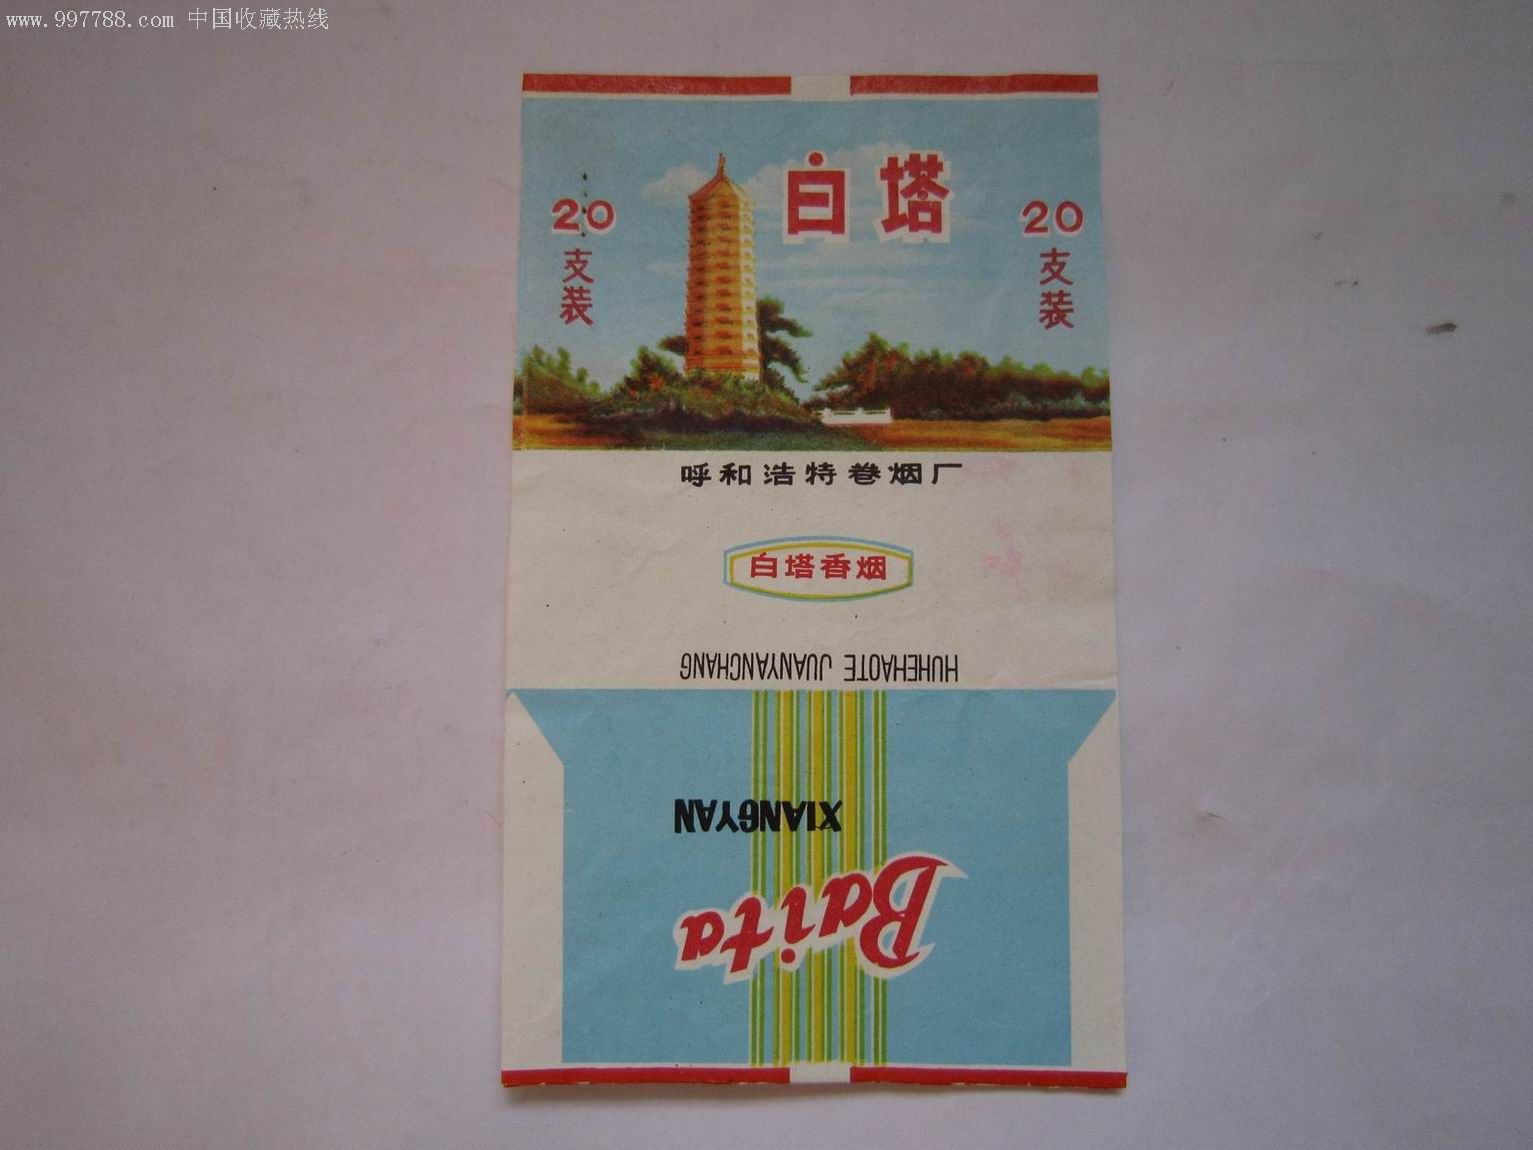 www.997788.com 中国收藏热线
白塔
20
支装
20
支装
呼和浩特卷烟厂
白塔香烟
HUHEHAOTE JUANYANCHANG
Baita
XIANGYAN